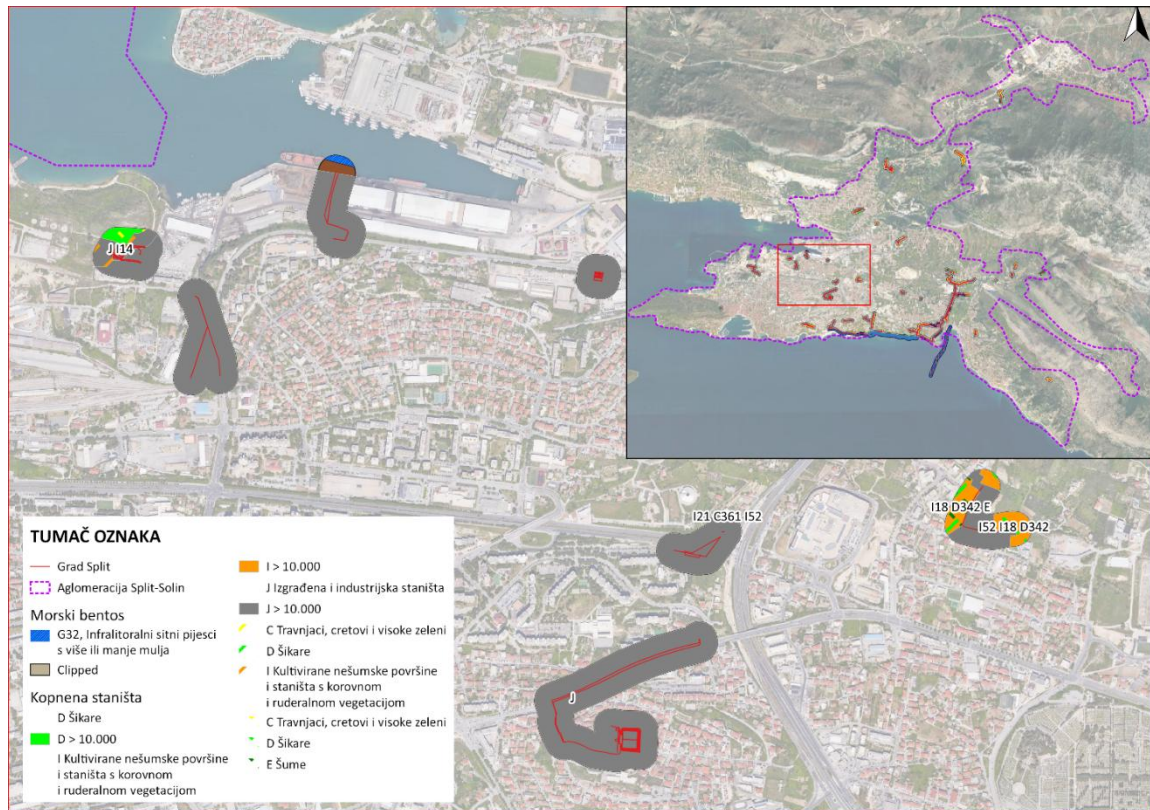 J I14
I21 C361 I52
I18 D342 E
I52 I18 D342
J
TUMAČ OZNAKA
Grad Split
Aglomeracija Split-Solin
Morski bentos
G32, Infralitoralni sitni pijesci
s više ili manje mulja
Clipped
Kopnena staništa
D Šikare
D > 10.000
I Kultivirane nešumske površine
i staništa s korovnom
i ruderalnom vegetacijom
I > 10.000
J Izgrađena i industrijska staništa
J > 10.000
C Travnjaci, cretovi i visoke zeleni
D Šikare
I Kultivirane nešumske površine
i staništa s korovnom
i ruderalnom vegetacijom
C Travnjaci, cretovi i visoke zeleni
D Šikare
E Šume